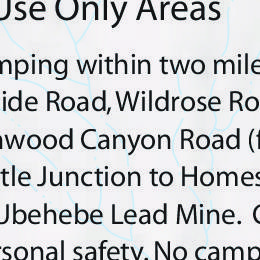 Use Only Areas
mping within two mile
ide Road, Wildrose Ro
nwood Canyon Road (f
tle Junction to Homes
Ubehebe Lead Mine. C
rsonal safety. No camp